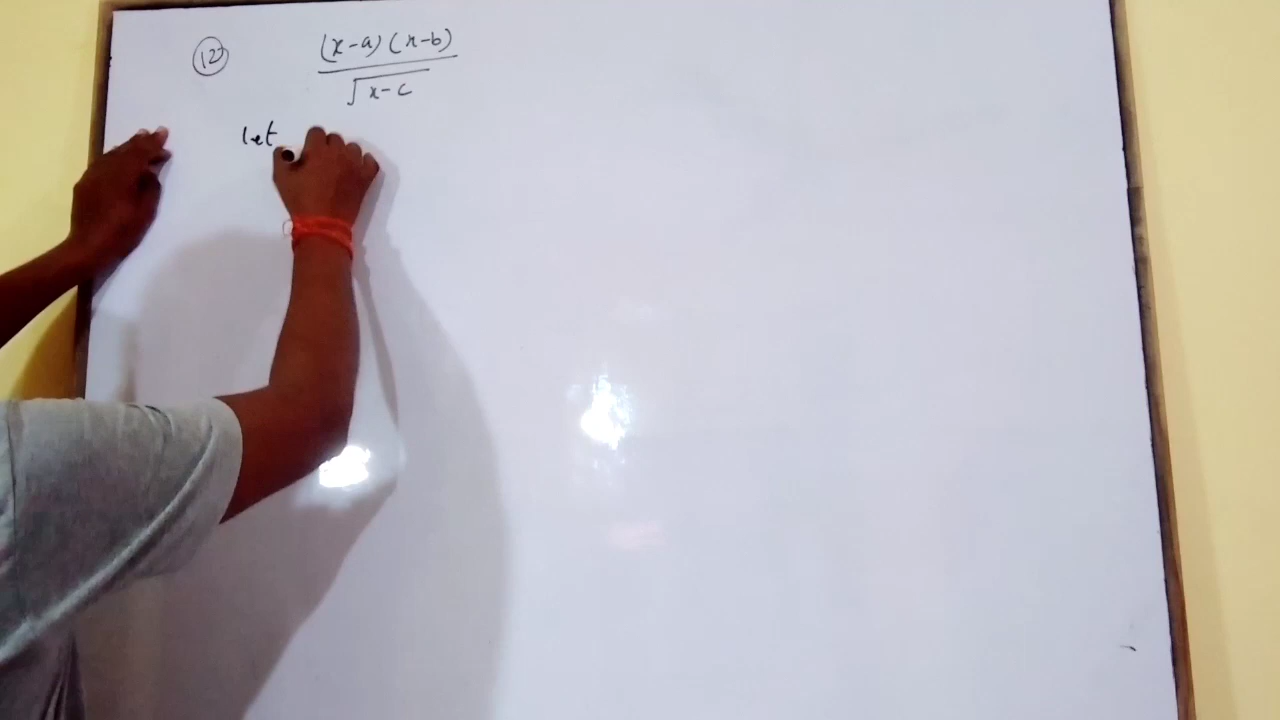 (12) (x-a) (x-b)
√x-c
let